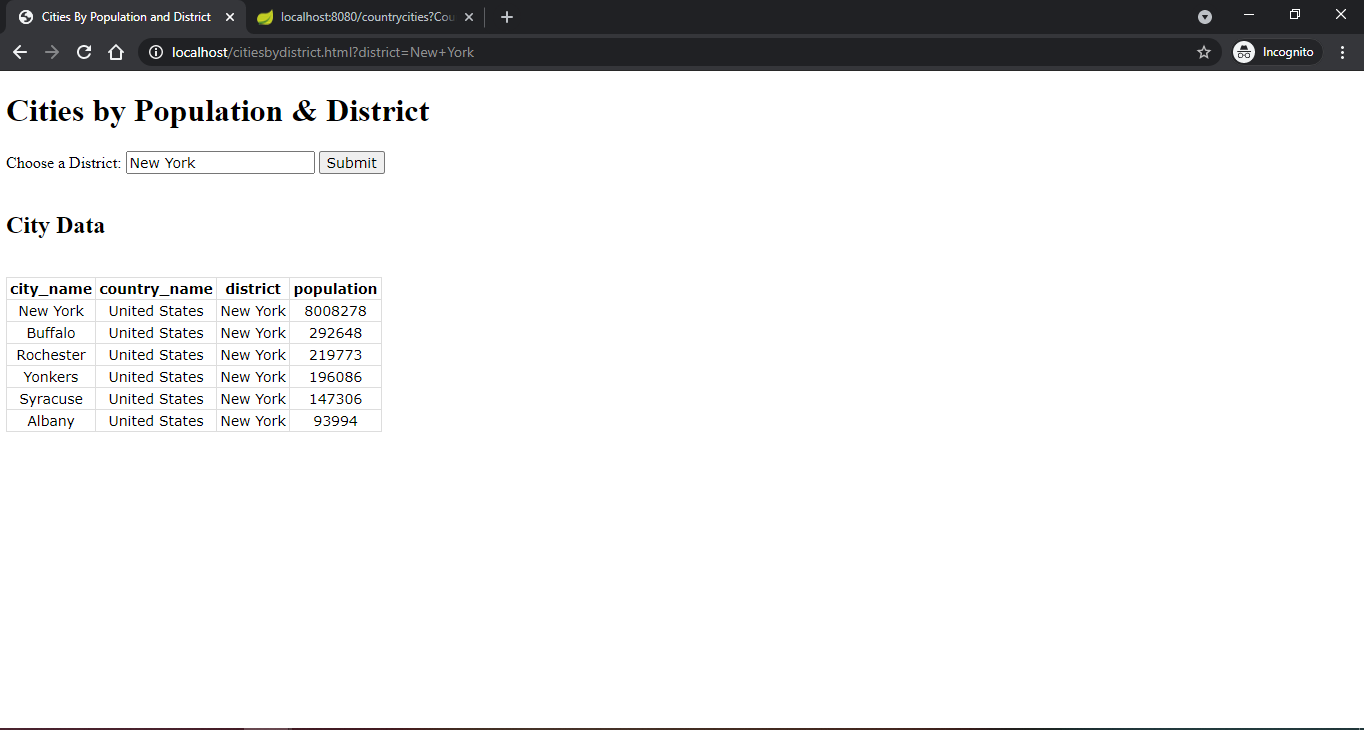 Cities By Population and District
localhost:8080/countrycities?Cou
localhost/citiesbydistrict.html?district=New+York
Incognito
Cities by Population & District
Choose a District: New York Submit
City Data
city_name country_name district population
New York United States New York 8008278
Buffalo United States New York 292648
Rochester United States New York 219773
Yonkers United States New York 196086
Syracuse United States New York 147306
Albany United States New York 93994